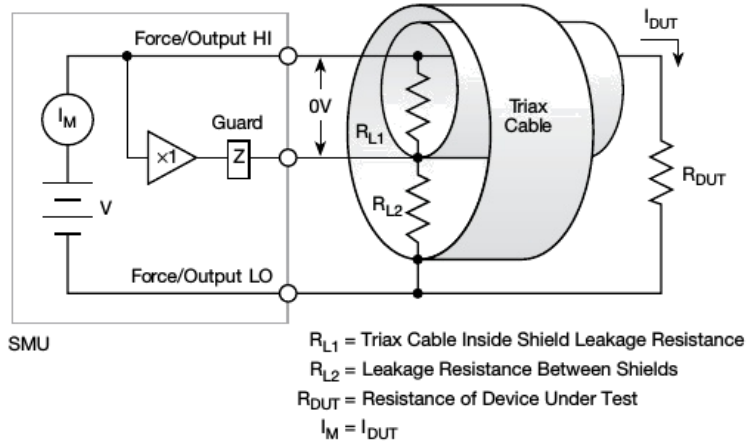 Force/Output HI
I_DUT
I_M
Guard
0V
Triax
Cable
×1
Z
R_L1
R_DUT
V
R_L2
Force/Output LO
SMU
R_L1 = Triax Cable Inside Shield Leakage Resistance
R_L2 = Leakage Resistance Between Shields
R_DUT = Resistance of Device Under Test
I_M = I_DUT